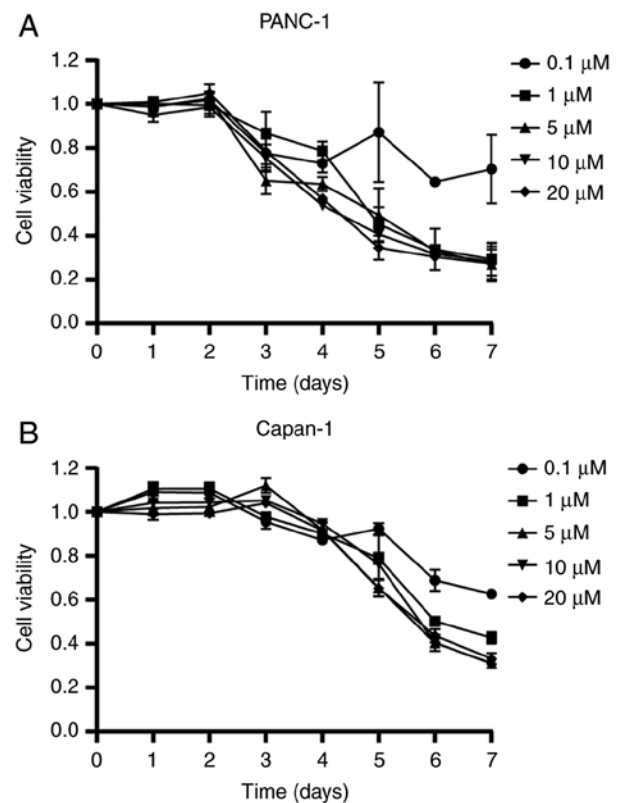 A
PANC-1
1.2
1.0
0.8
0.6
0.4
0.2
0.0
Cell viability
0 1 2 3 4 5 6 7
Time (days)
0.1 μM
1 μM
5 μM
10 μM
20 μM
B
Capan-1
1.2
1.0
0.8
0.6
0.4
0.2
0.0
Cell viability
0 1 2 3 4 5 6 7
Time (days)
0.1 μM
1 μM
5 μM
10 μM
20 μM